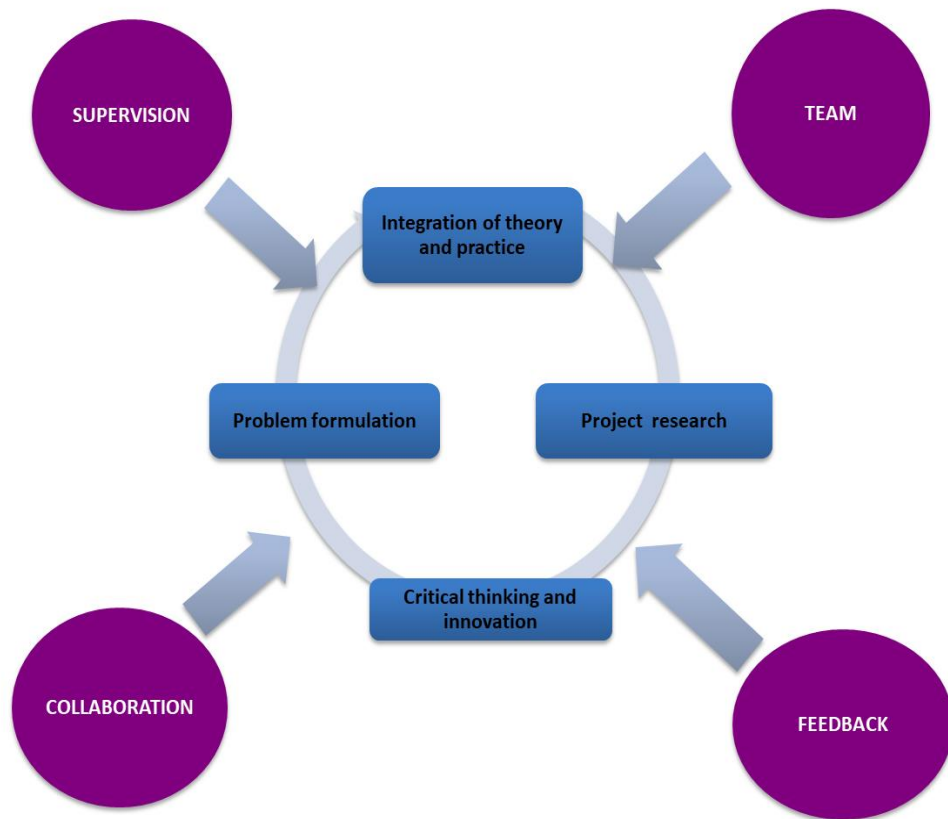 SUPERVISION
TEAM
Integration of theory
and practice
Problem formulation
Project research
Critical thinking and
innovation
COLLABORATION
FEEDBACK